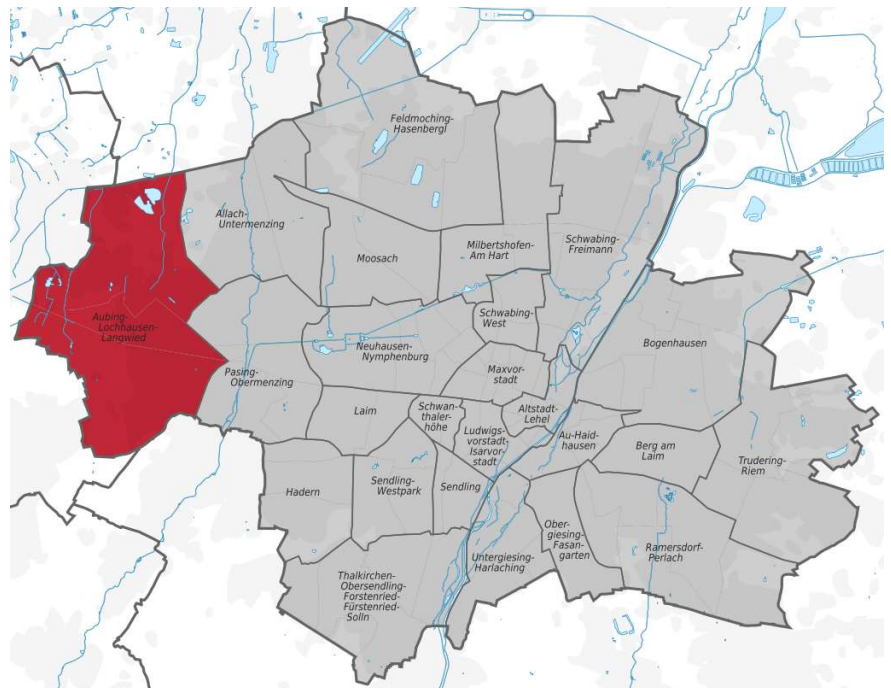 Feldmoching-
Hasenbergl
Allach-
Untermenzing
Moosach
Milbertshofen-
Am Hart
Schwabing-
Freimann
Aubing-
Lochhausen-
Langwied
Schwabing-
West
Neuhausen-
Nymphenburg
Bogenhausen
Pasing-
Obermenzing
Maxvor-
stadt
Laim
Schwan-
thaler-
höhe
Altstadt-
Lehel
Ludwigs-
vorstadt-
Isarvor-
stadt
Au-Haid-
hausen
Berg am
Laim
Trudering-
Riem
Hadern
Sendling-
Westpark
Sendling
Ober-
giesing-
Fasan-
garten
Untergiesing-
Harlaching
Ramersdorf-
Perlach
Thalkirchen-
Obersendling-
Forstenried-
Fürstenried-
Solln